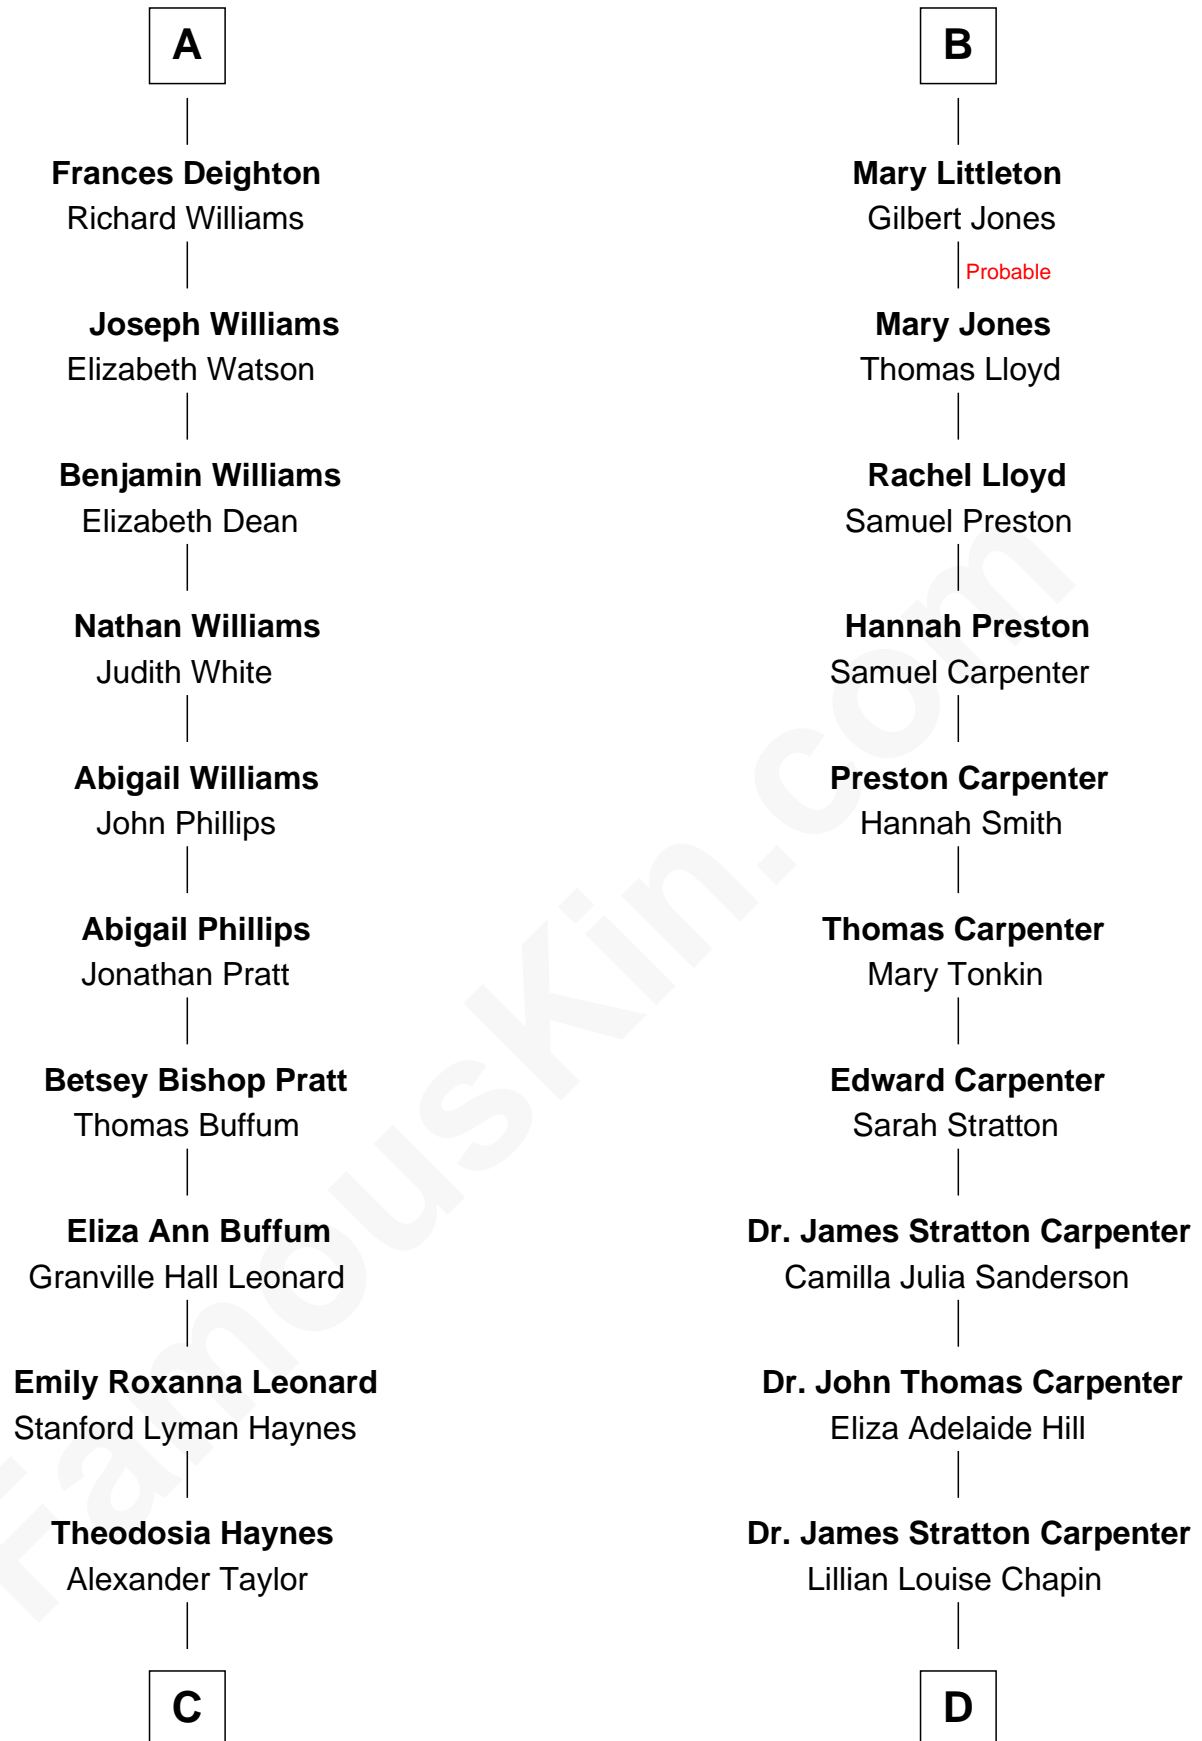 A
Frances Deighton
Richard Williams
Joseph Williams
Elizabeth Watson
Benjamin Williams
Elizabeth Dean
Nathan Williams
Judith White
Abigail Williams
John Phillips
Abigail Phillips
Jonathan Pratt
Betsey Bishop Pratt
Thomas Buffum
Eliza Ann Buffum
Granville Hall Leonard
Emily Roxanna Leonard
Stanford Lyman Haynes
Theodosia Haynes
Alexander Taylor
C
B
Mary Littleton
Gilbert Jones
Probable
Mary Jones
Thomas Lloyd
Rachel Lloyd
Samuel Preston
Hannah Preston
Samuel Carpenter
Preston Carpenter
Hannah Smith
Thomas Carpenter
Mary Tonkin
Edward Carpenter
Sarah Stratton
Dr. James Stratton Carpenter
Camilla Julia Sanderson
Dr. John Thomas Carpenter
Eliza Adelaide Hill
Dr. James Stratton Carpenter
Lillian Louise Chapin
D
FamousKin.com